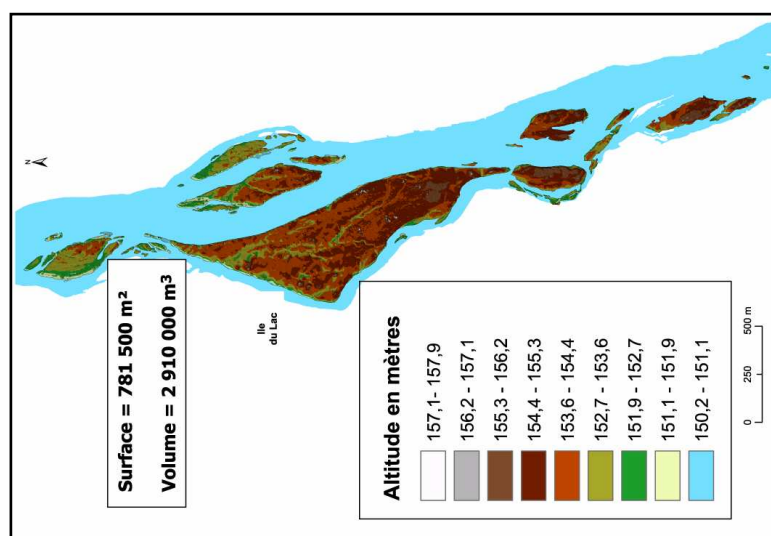 N
Surface = 781 500 m²
Volume = 2 910 000 m³
Ile
du Lac
Altitude en mètres
157,1- 157,9
156,2 - 157,1
155,3 - 156,2
154,4 - 155,3
153,6 - 154,4
152,7 - 153,6
151,9 - 152,7
151,1 - 151,9
150,2 - 151,1
0 250 500 m